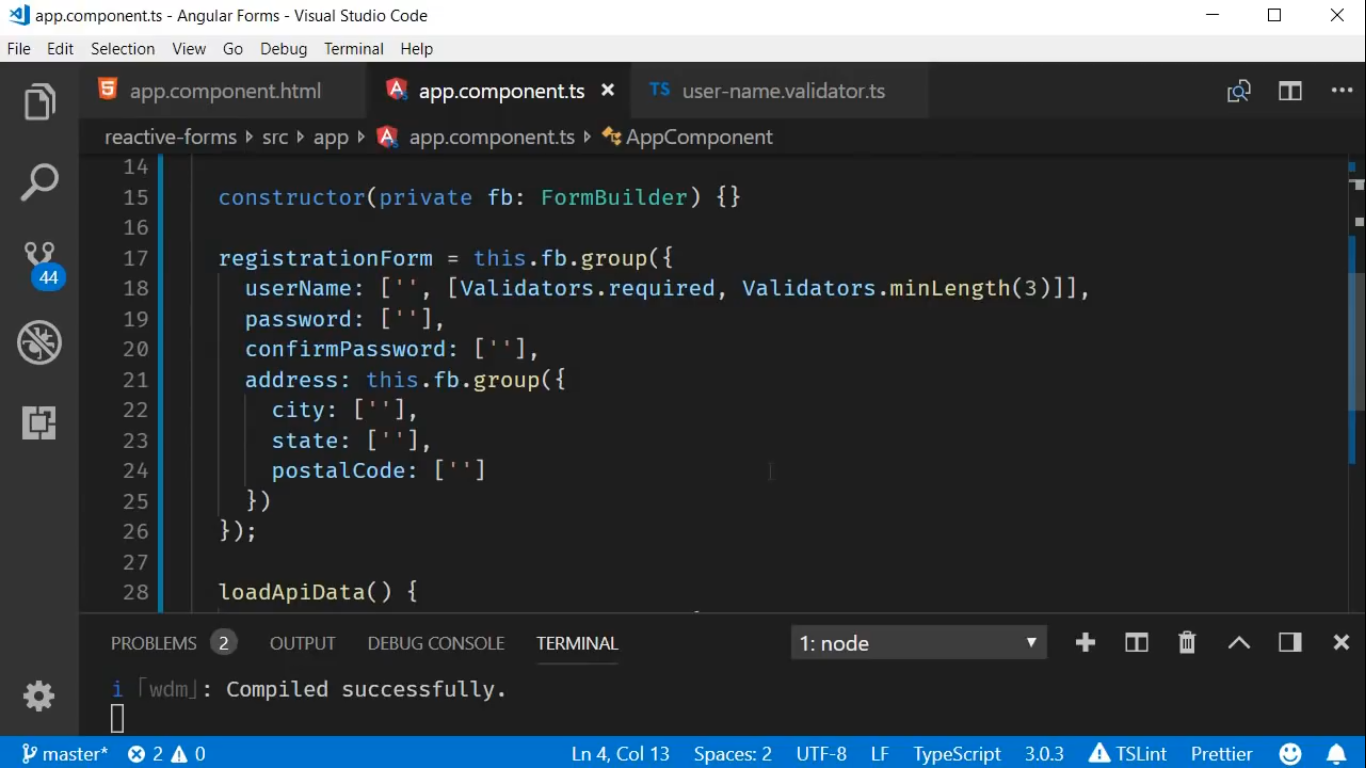 app.component.ts - Angular Forms - Visual Studio Code
File Edit Selection View Go Debug Terminal Help
app.component.html app.component.ts TS user-name.validator.ts
reactive-forms src app app.component.ts AppComponent
14
15 constructor(private fb: FormBuilder) {}
16
17 registrationForm = this.fb.group({
18 userName: ['', [Validators.required, Validators.minLength(3)]],
19 password: [''],
20 confirmPassword: [''],
21 address: this.fb.group({
22 city: [''],
23 state: [''],
24 postalCode: ['']
25 })
26 });
27
28 loadApiData() {
44
PROBLEMS 2 OUTPUT DEBUG CONSOLE TERMINAL 1: node
i ｢wdm｣: Compiled successfully.
master* 2 0 Ln 4, Col 13 Spaces: 2 UTF-8 LF TypeScript 3.0.3 TSLint Prettier